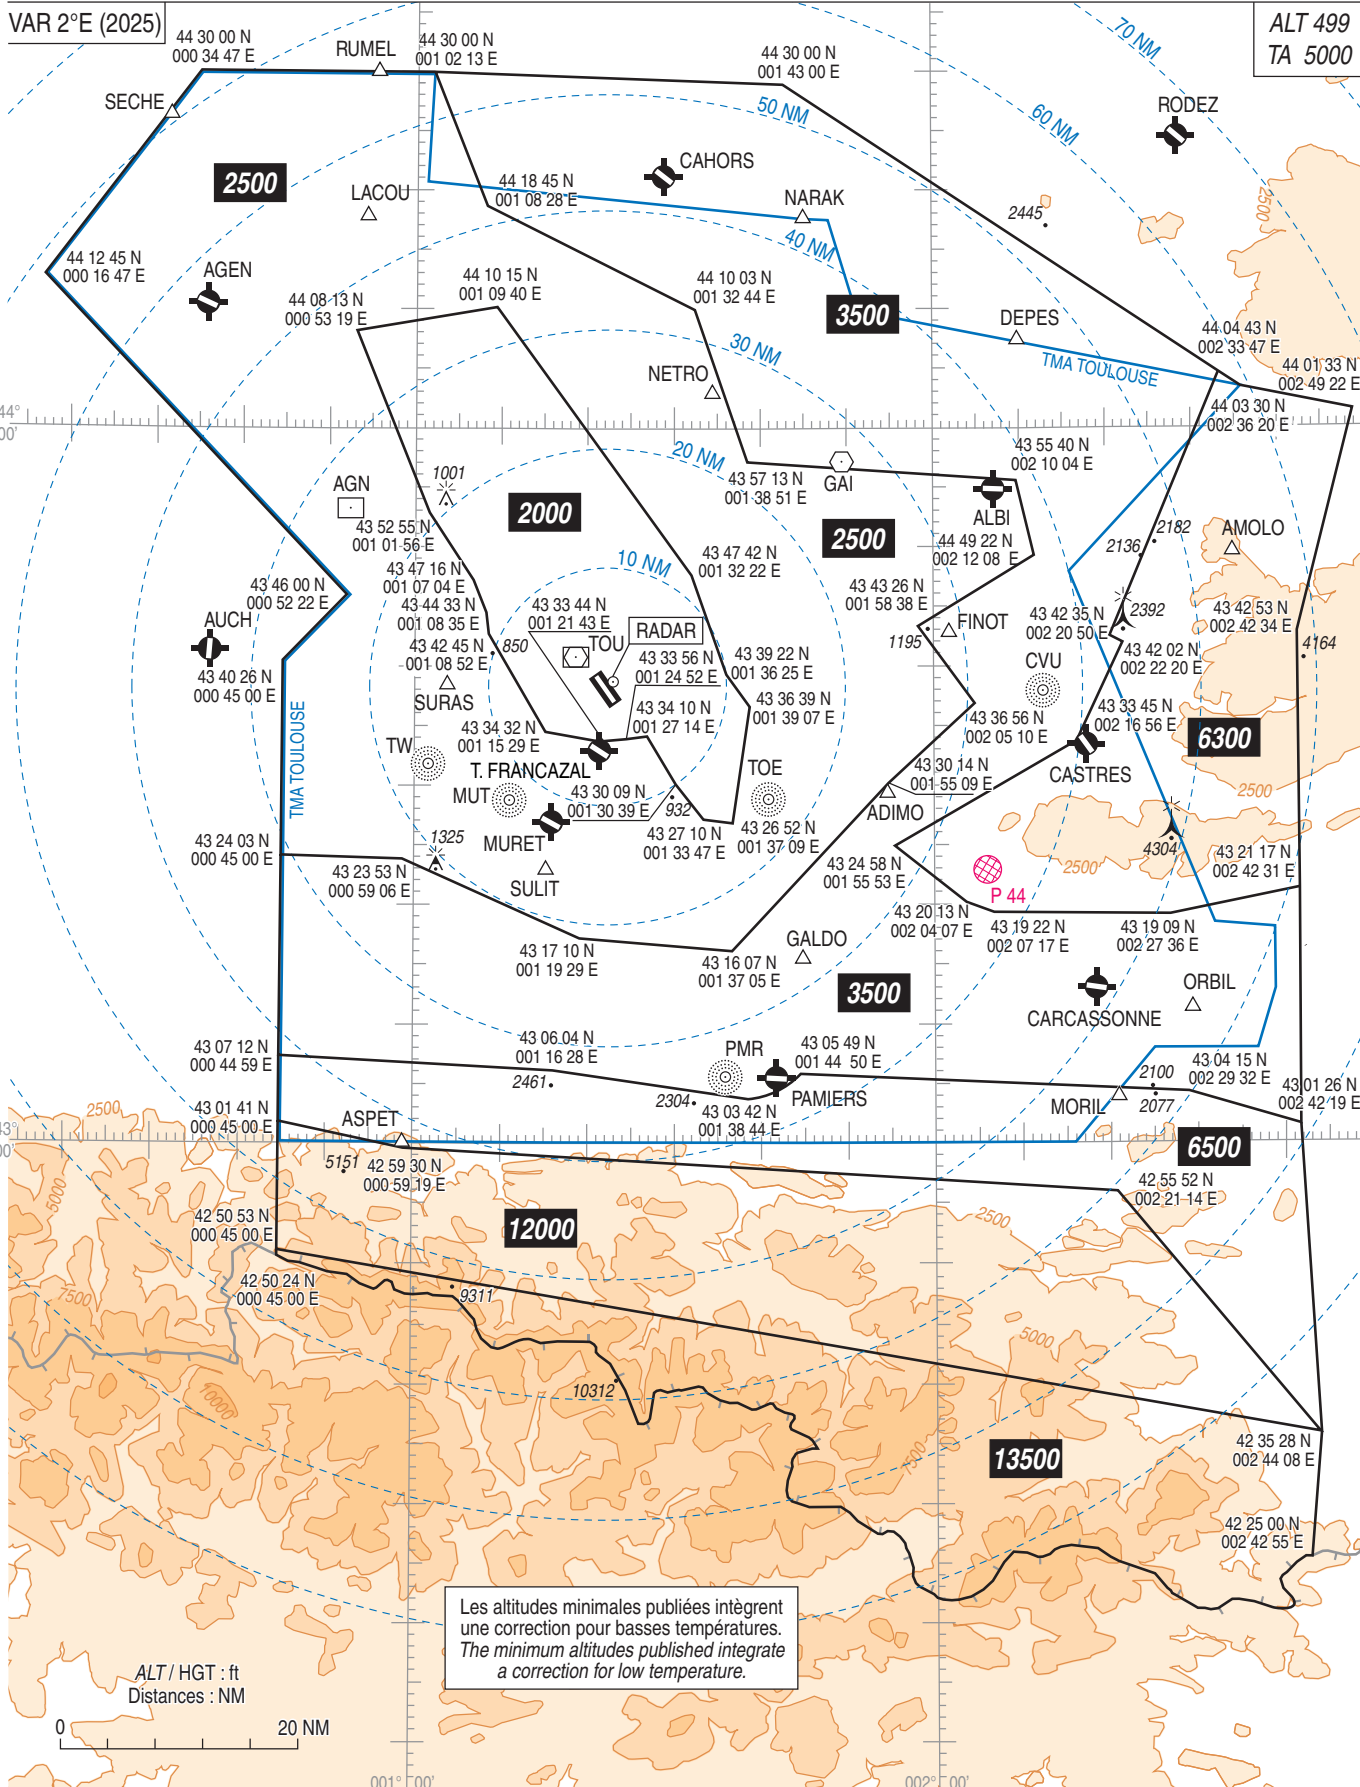 VAR 2°E (2025)
ALT 499
TA 5000
44 30 00 N
000 34 47 E
RUMEL
44 30 00 N
001 02 13 E
44 30 00 N
001 43 00 E
70 NM
60 NM
50 NM
SECHE
RODEZ
2500
CAHORS
LACOU
44 18 45 N
001 08 28 E
NARAK
2445
2500
40 NM
44 12 45 N
000 16 47 E
AGEN
44 10 15 N
001 09 40 E
44 10 03 N
001 32 44 E
44 08 13 N
000 53 19 E
3500
DEPES
44 04 43 N
002 33 47 E
30 NM
TMA TOULOUSE
44 01 33 N
002 49 22 E
NETRO
44 03 30 N
002 36 20 E
44°
00'
20 NM
43 55 40 N
002 10 04 E
AGN
1001
43 57 13 N
001 38 51 E
GAI
2000
ALBI
2500
43 52 55 N
001 01 56 E
44 49 22 N
002 12 08 E
2182
2136
AMOLO
10 NM
43 47 42 N
001 32 22 E
43 47 16 N
001 07 04 E
43 46 00 N
000 52 22 E
43 43 26 N
001 58 38 E
43 44 33 N
001 08 35 E
43 33 44 N
001 21 43 E
RADAR
TOU
FINOT
1195
43 42 35 N
002 20 50 E
2392
43 42 53 N
002 42 34 E
AUCH
43 42 45 N
001 08 52 E
850
43 33 56 N
001 24 52 E
43 39 22 N
001 36 25 E
CVU
43 42 02 N
002 22 20 E
4164
43 40 26 N
000 45 00 E
SURAS
43 34 10 N
001 27 14 E
43 36 39 N
001 39 07 E
43 36 56 N
002 05 10 E
43 33 45 N
002 16 56 E
6300
TMA TOULOUSE
TW
43 34 32 N
001 15 29 E
T. FRANCAZAL
TOE
43 30 14 N
001 55 09 E
CASTRES
MUT
43 30 09 N
001 30 39 E
932
ADIMO
2500
1325
MURET
43 27 10 N
001 33 47 E
43 26 52 N
001 37 09 E
43 24 03 N
000 45 00 E
43 23 53 N
000 59 06 E
SULIT
43 24 58 N
001 55 53 E
2500
4304
43 21 17 N
002 42 31 E
P 44
43 20 13 N
002 04 07 E
43 19 22 N
002 07 17 E
43 19 09 N
002 27 36 E
43 17 10 N
001 19 29 E
43 16 07 N
001 37 05 E
GALDO
3500
ORBIL
CARCASSONNE
43 07 12 N
000 44 59 E
43 06 04 N
001 16 28 E
PMR
43 05 49 N
001 44 50 E
2461
2304
PAMIERS
43 03 42 N
001 38 44 E
43 04 15 N
002 29 32 E
2100
2077
MORIL
43 01 26 N
002 42 19 E
2500
43 01 41 N
000 45 00 E
ASPET
43°
00'
6500
5151
42 59 30 N
000 59 19 E
42 55 52 N
002 21 14 E
5000
42 50 53 N
000 45 00 E
12000
2500
42 50 24 N
000 45 00 E
9311
7500
5000
10312
10000
42 35 28 N
002 44 08 E
7500
13500
42 25 00 N
002 42 55 E
Les altitudes minimales publiées intègrent
une correction pour basses températures.
The minimum altitudes published integrate
a correction for low temperature.
ALT / HGT : ft
Distances : NM
0
20 NM
001° 00'
002° 00'